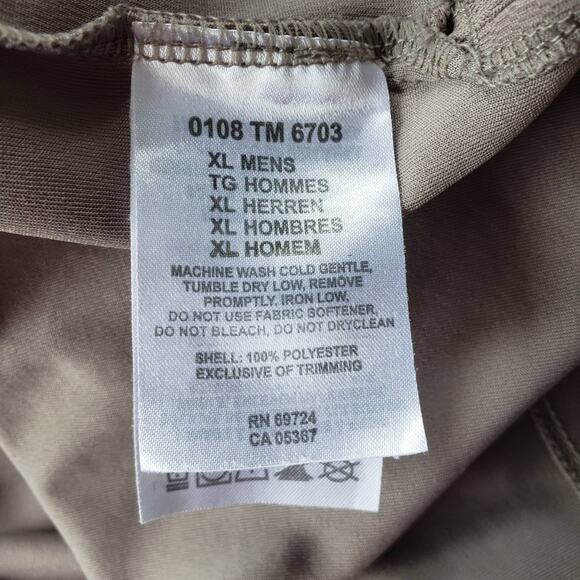 0108 TM 6703
XL MENS
TG HOMMES
XL HERREN
XL HOMBRES
XL HOMEM
MACHINE WASH COLD GENTLE,
TUMBLE DRY LOW, REMOVE
PROMPTLY. IRON LOW,
DO NOT USE FABRIC SOFTENER,
DO NOT BLEACH, DO NOT DRYCLEAN
SHELL: 100% POLYESTER
EXCLUSIVE OF TRIMMING
RN 69724
CA 05367